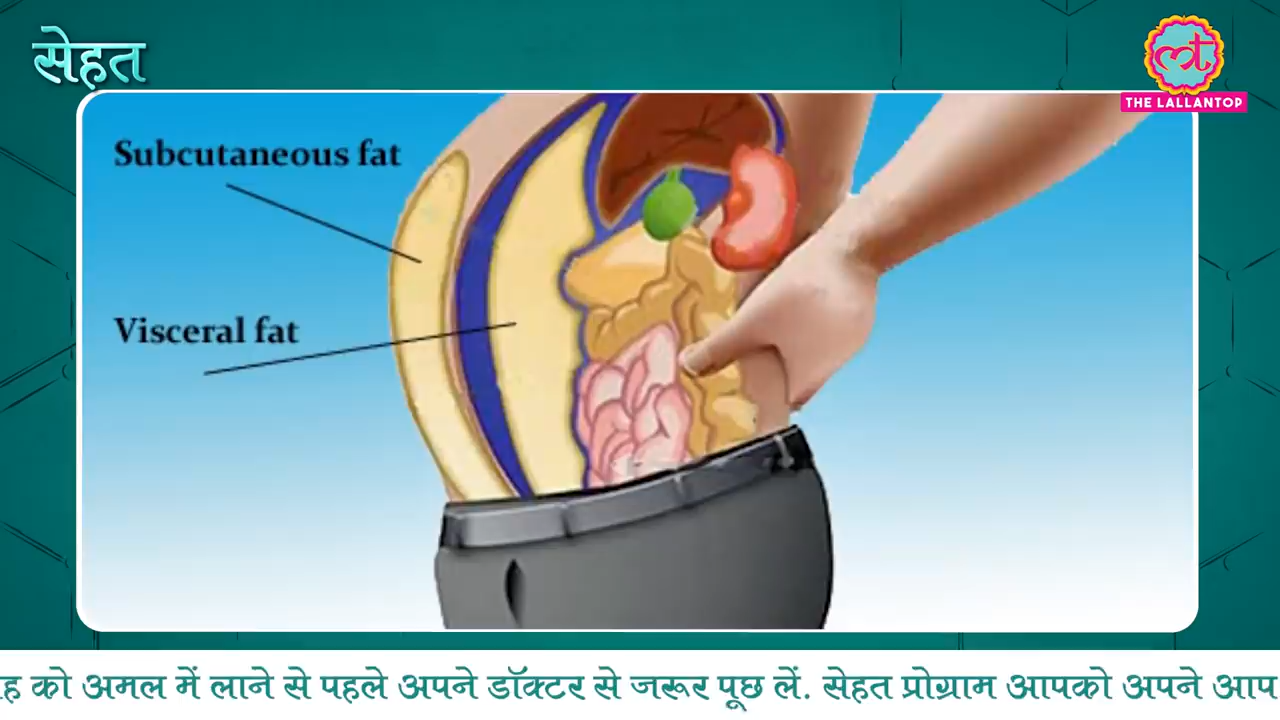 सेहत
THE LALLANTOP
Subcutaneous fat
Visceral fat
को अमल में लाने से पहले अपने डॉक्टर से जरूर पूछ लें. सेहत प्रोग्राम आपको अपने आप